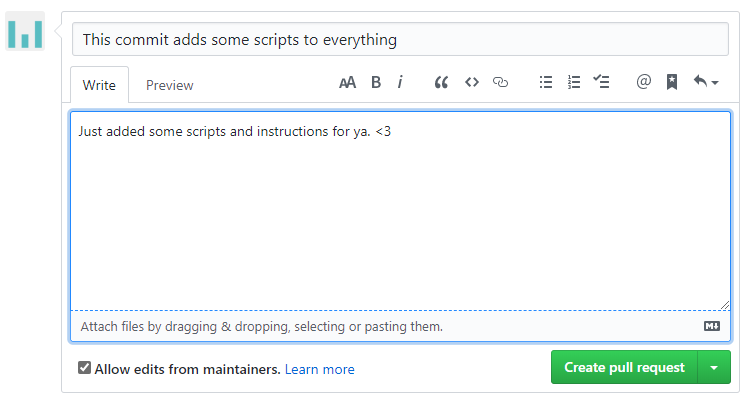 This commit adds some scripts to everything
Write Preview AA B i @
Just added some scripts and instructions for ya. <3
Attach files by dragging & dropping, selecting or pasting them. M↓
Allow edits from maintainers. Learn more Create pull request